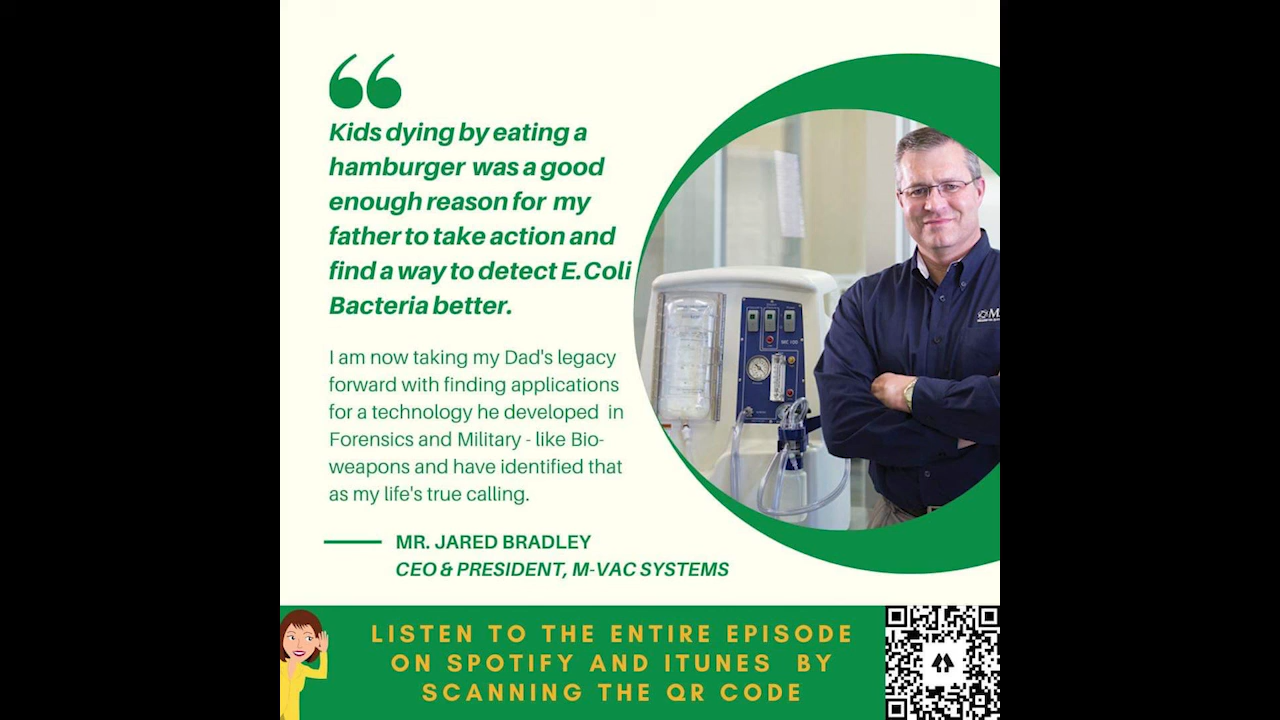 Kids dying by eating a
hamburger was a good
enough reason for my
father to take action and
find a way to detect E.Coli
Bacteria better.
I am now taking my Dad's legacy
forward with finding applications
for a technology he developed in
Forensics and Military - like Bio-
weapons and have identified that
as my life's true calling.
MR. JARED BRADLEY
CEO & PRESIDENT, M-VAC SYSTEMS
LISTEN TO THE ENTIRE EPISODE
ON SPOTIFY AND ITUNES BY
SCANNING THE QR CODE